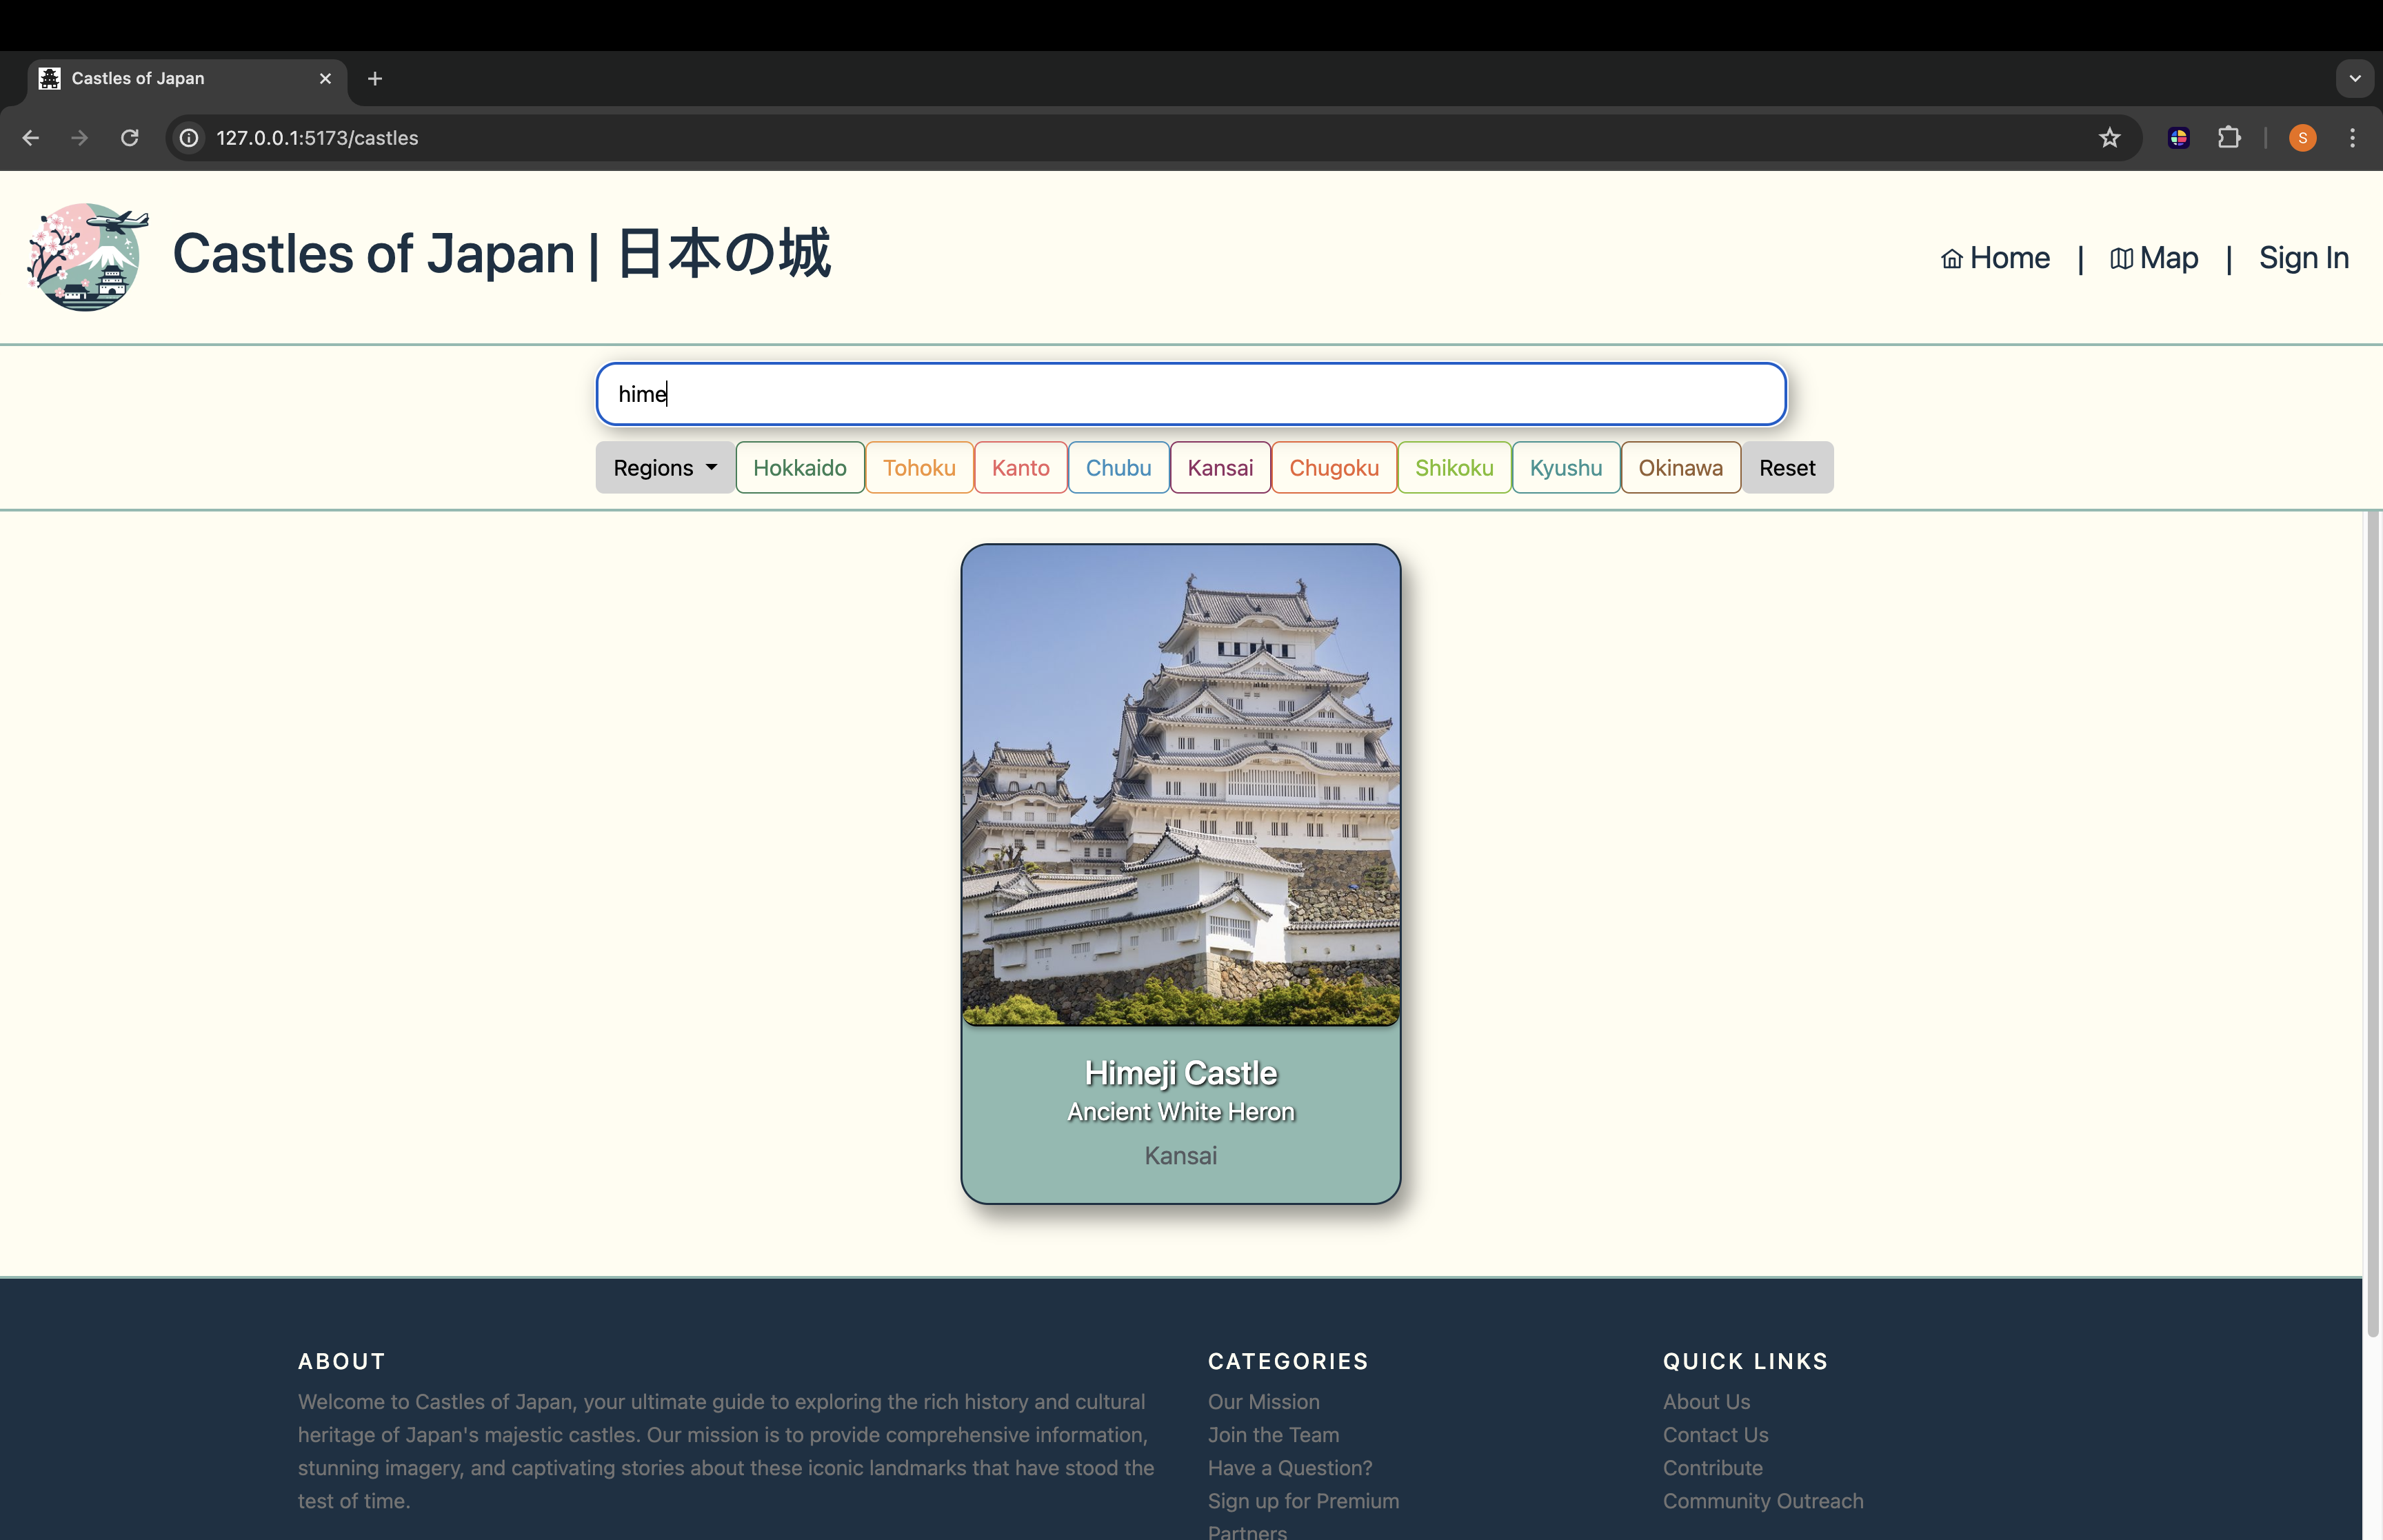 Castles of Japan
127.0.0.1:5173/castles
S
Castles of Japan | 日本の城
Home | Map | Sign In
hime
Regions Hokkaido Tohoku Kanto Chubu Kansai Chugoku Shikoku Kyushu Okinawa Reset
Himeji Castle
Ancient White Heron
Kansai
ABOUT
Welcome to Castles of Japan, your ultimate guide to exploring the rich history and cultural
heritage of Japan's majestic castles. Our mission is to provide comprehensive information,
stunning imagery, and captivating stories about these iconic landmarks that have stood the
test of time.
CATEGORIES
Our Mission
Join the Team
Have a Question?
Sign up for Premium
Partners
QUICK LINKS
About Us
Contact Us
Contribute
Community Outreach